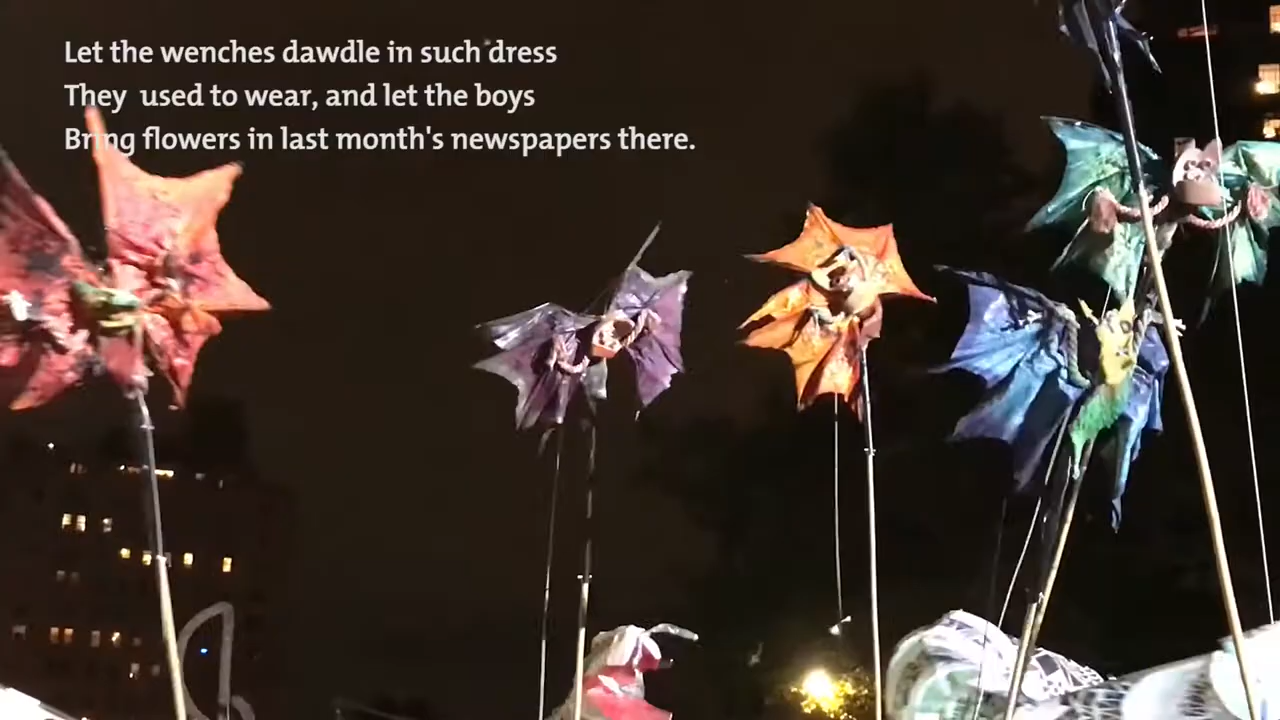 Let the wenches dawdle in such dress
They  used to wear, and let the boys
Bring flowers in last month's newspapers there.